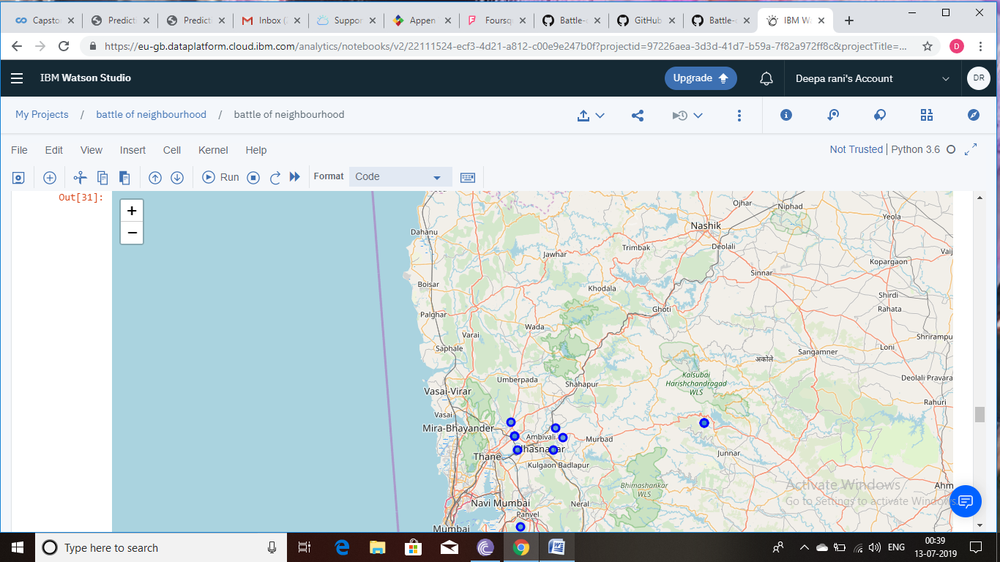 Capston
Predicti
Predicti
Inbox (
Suppor
Appen
Foursq
Battle-
GitHub
Battle-
IBM W
https://eu-gb.dataplatform.cloud.ibm.com/analytics/notebooks/v2/22111524-ecf3-4d21-a812-c00e9e247b0f?projectid=97226aea-3d3d-41d7-b59a-7f82a972ff8c&projectTitle=...
D
IBM Watson Studio
Upgrade
Deepa rani's Account
DR
My Projects / battle of neighbourhood / battle of neighbourhood
File Edit View Insert Cell Kernel Help
Not Trusted | Python 3.6
Run
Format
Code
Out[31]:
+
−
Ojhar
Niphad
Yeola
Nashik
Dahanu
Trimbak
Deolali
Jawhar
Vaij
Kopargaon
Sinnar
Boisar
Khodala
Shirdi
Rahata
Ghoti
Palghar
Wada
Varai
Shrirampu
Saphale
Loni
Sangamner
अकोले
Kalsubai
Harishchandragad
WLS
Deolali Pravara
Umberpada
Shahapur
Vasai-Virar
Rahuri
Vasai
Mira-Bhayander
Ambivali
Murbad
hasnagar
Thane
Junnar
Kulgaon Badlapur
Bhimashankar
WLS
Ahm
Navi Mumbai
Neral
Panvel
Mumbai
Activate Windows
Go to Settings to activate Windows
Type here to search
ENG
00:39
13-07-2019